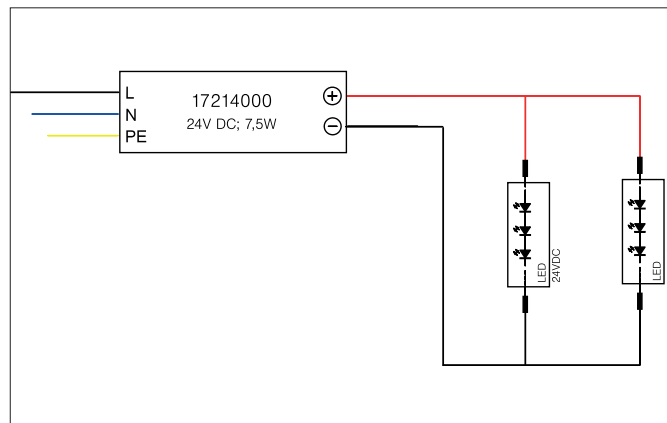 L
N
PE
17214000
24V DC; 7,5W
+
−
LED
24VDC
LED